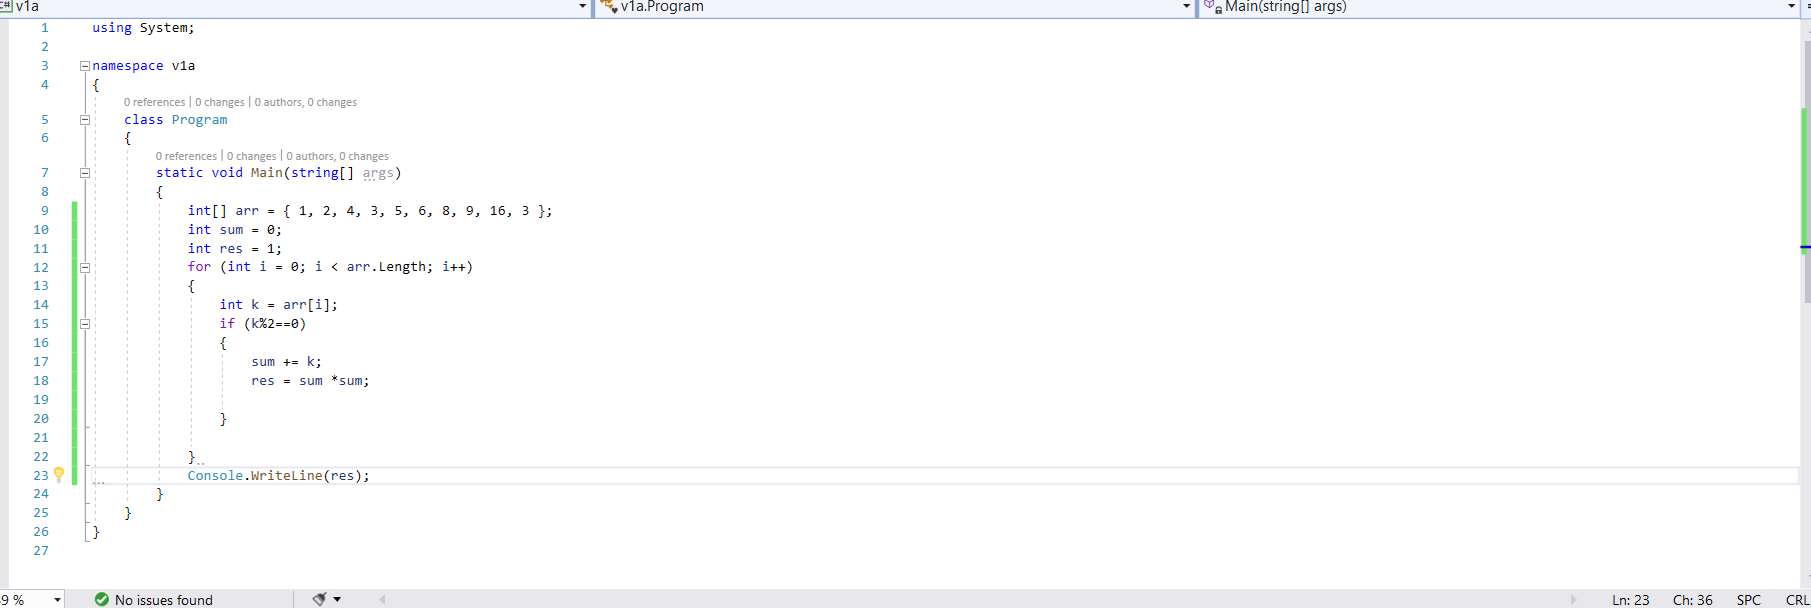 C# v1a v1a.Program Main(string[] args)
1 using System;
2
3 namespace v1a
4 {
0 references | 0 changes | 0 authors, 0 changes
5 class Program
6 {
0 references | 0 changes | 0 authors, 0 changes
7 static void Main(string[] args)
8 {
9 int[] arr = { 1, 2, 4, 3, 5, 6, 8, 9, 16, 3 };
10 int sum = 0;
11 int res = 1;
12 for (int i = 0; i < arr.Length; i++)
13 {
14 int k = arr[i];
15 if (k%2==0)
16 {
17 sum += k;
18 res = sum *sum;
19
20 }
21
22 }
23 Console.WriteLine(res);
24 }
25 }
26 }
27
9 % No issues found Ln: 23 Ch: 36 SPC CRL